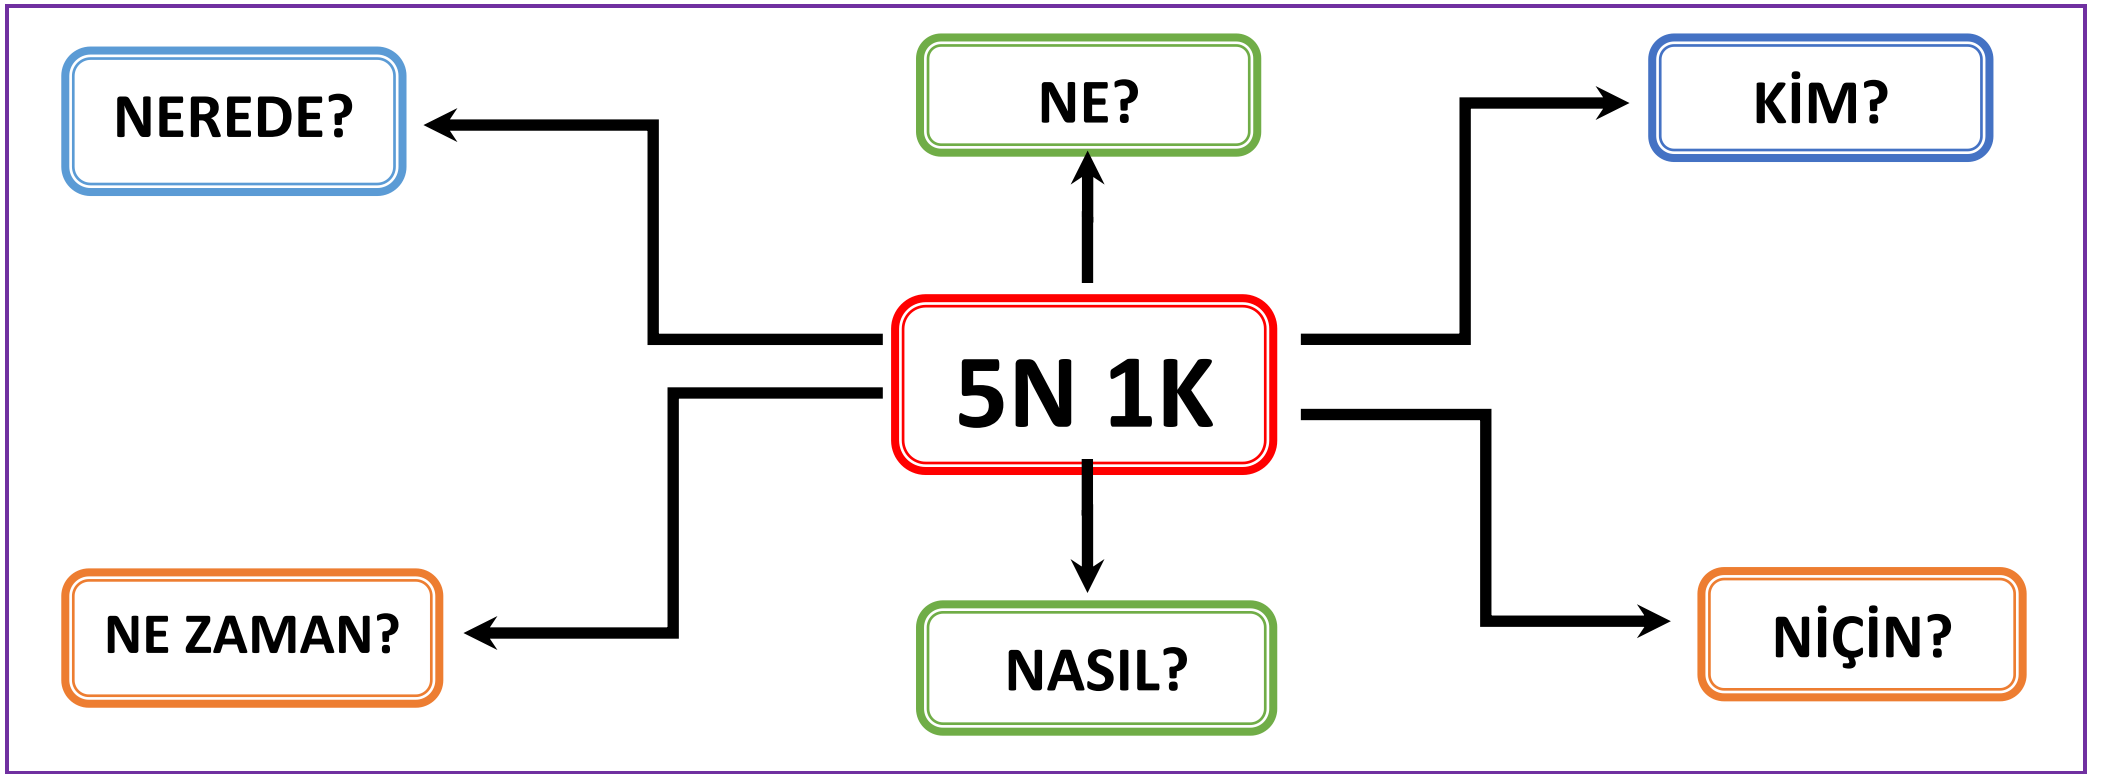 NEREDE?
NE?
KİM?
5N 1K
NE ZAMAN?
NASIL?
NİÇİN?